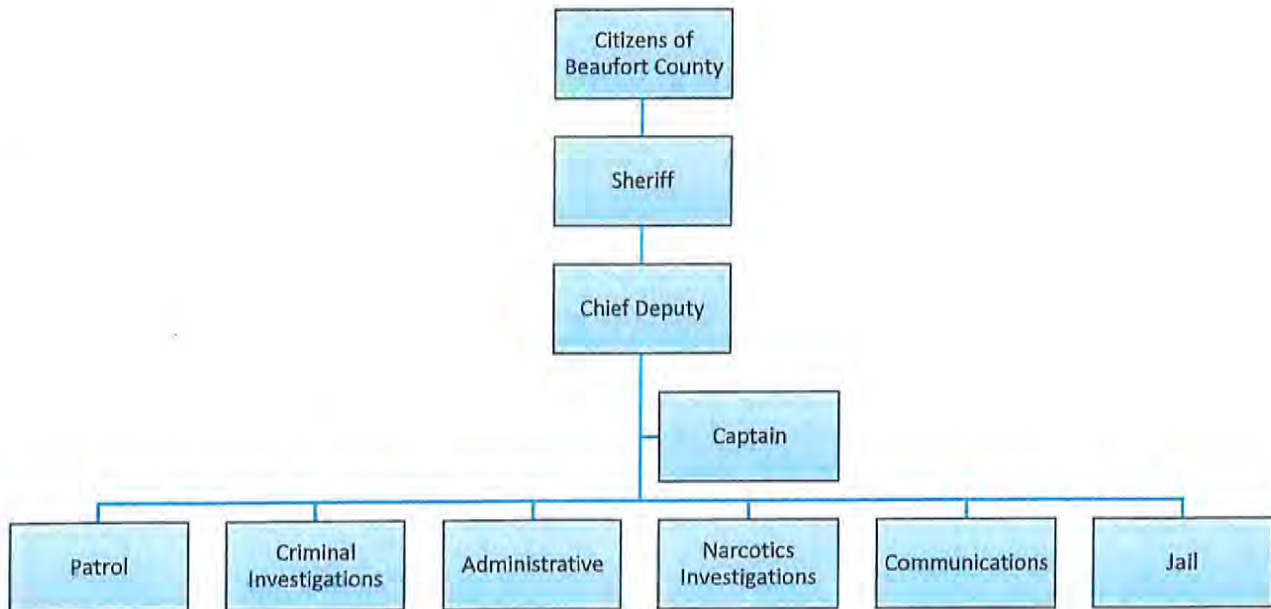 Citizens of
Beaufort County
Sheriff
Chief Deputy
Captain
Patrol
Criminal
Investigations
Administrative
Narcotics
Investigations
Communications
Jail